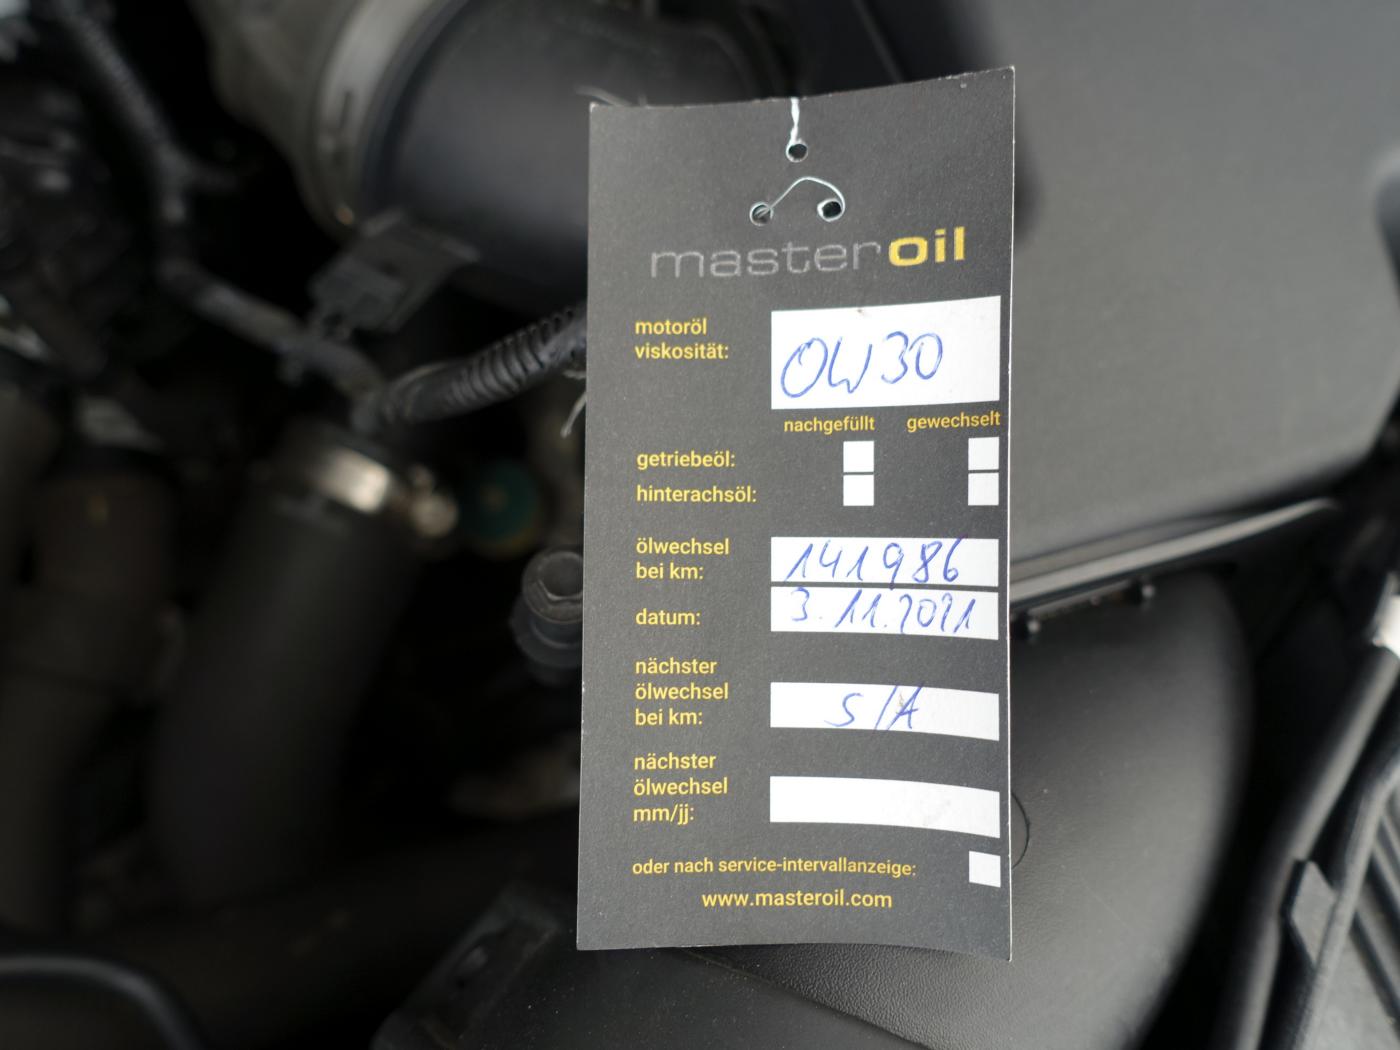 masteroil
motoröl
viskosität:
0W30
nachgefüllt gewechselt
getriebeöl:
hinterachsöl:
ölwechsel
bei km:
141986
datum: 3.11.2021
nächster
ölwechsel
bei km:
S/A
nächster
ölwechsel
mm/jj:
oder nach service-intervallanzeige:
www.masteroil.com